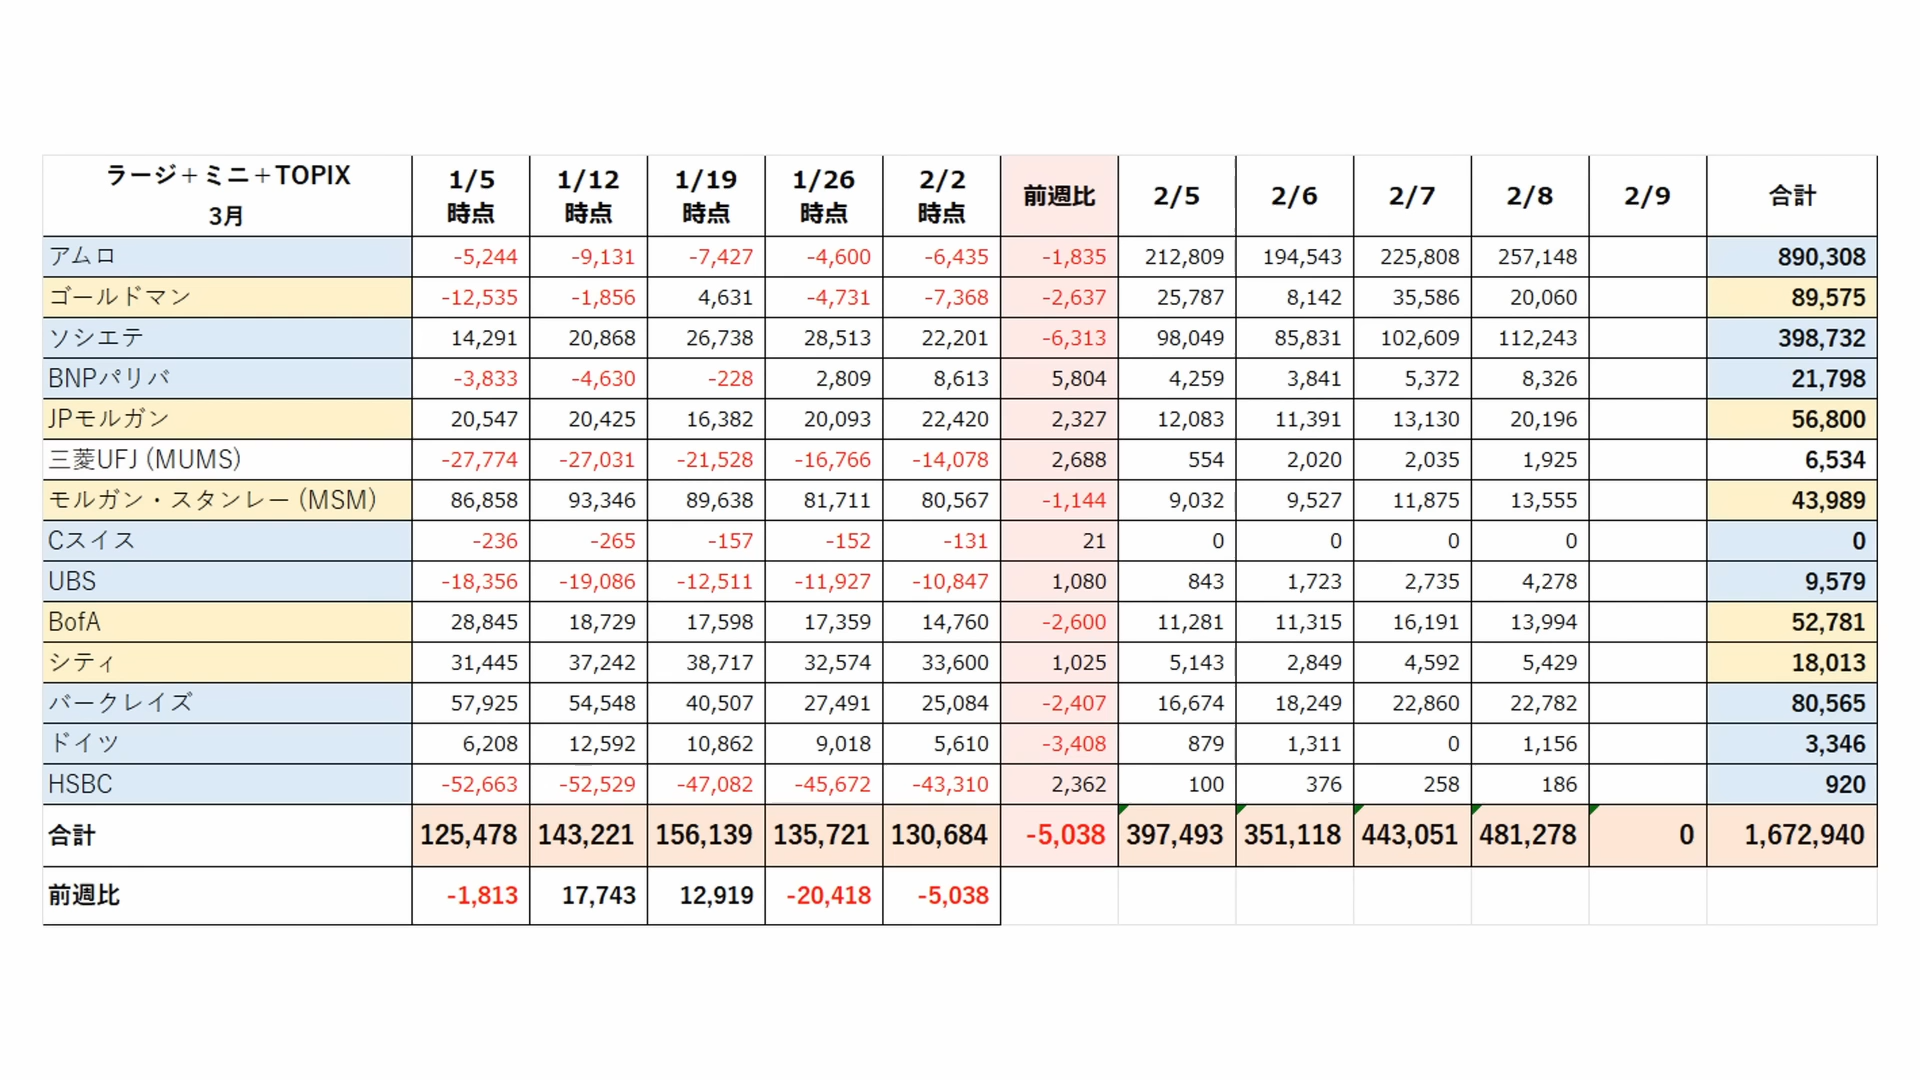 ラージ＋ミニ＋TOPIX
3月
1/5 時点 1/12 時点 1/19 時点 1/26 時点 2/2 時点 前週比 2/5 2/6 2/7 2/8 2/9 合計
アムロ -5,244 -9,131 -7,427 -4,600 -6,435 -1,835 212,809 194,543 225,808 257,148 890,308
ゴールドマン -12,535 -1,856 4,631 -4,731 -7,368 -2,637 25,787 8,142 35,586 20,060 89,575
ソシエテ 14,291 20,868 26,738 28,513 22,201 -6,313 98,049 85,831 102,609 112,243 398,732
BNPパリバ -3,833 -4,630 -228 2,809 8,613 5,804 4,259 3,841 5,372 8,326 21,798
JPモルガン 20,547 20,425 16,382 20,093 22,420 2,327 12,083 11,391 13,130 20,196 56,800
三菱UFJ (MUMS) -27,774 -27,031 -21,528 -16,766 -14,078 2,688 554 2,020 2,035 1,925 6,534
モルガン・スタンレー (MSM) 86,858 93,346 89,638 81,711 80,567 -1,144 9,032 9,527 11,875 13,555 43,989
Cスイス -236 -265 -157 -152 -131 21 0 0 0 0 0
UBS -18,356 -19,086 -12,511 -11,927 -10,847 1,080 843 1,723 2,735 4,278 9,579
BofA 28,845 18,729 17,598 17,359 14,760 -2,600 11,281 11,315 16,191 13,994 52,781
シティ 31,445 37,242 38,717 32,574 33,600 1,025 5,143 2,849 4,592 5,429 18,013
バークレイズ 57,925 54,548 40,507 27,491 25,084 -2,407 16,674 18,249 22,860 22,782 80,565
ドイツ 6,208 12,592 10,862 9,018 5,610 -3,408 879 1,311 0 1,156 3,346
HSBC -52,663 -52,529 -47,082 -45,672 -43,310 2,362 100 376 258 186 920
合計 125,478 143,221 156,139 135,721 130,684 -5,038 397,493 351,118 443,051 481,278 0 1,672,940
前週比 -1,813 17,743 12,919 -20,418 -5,038